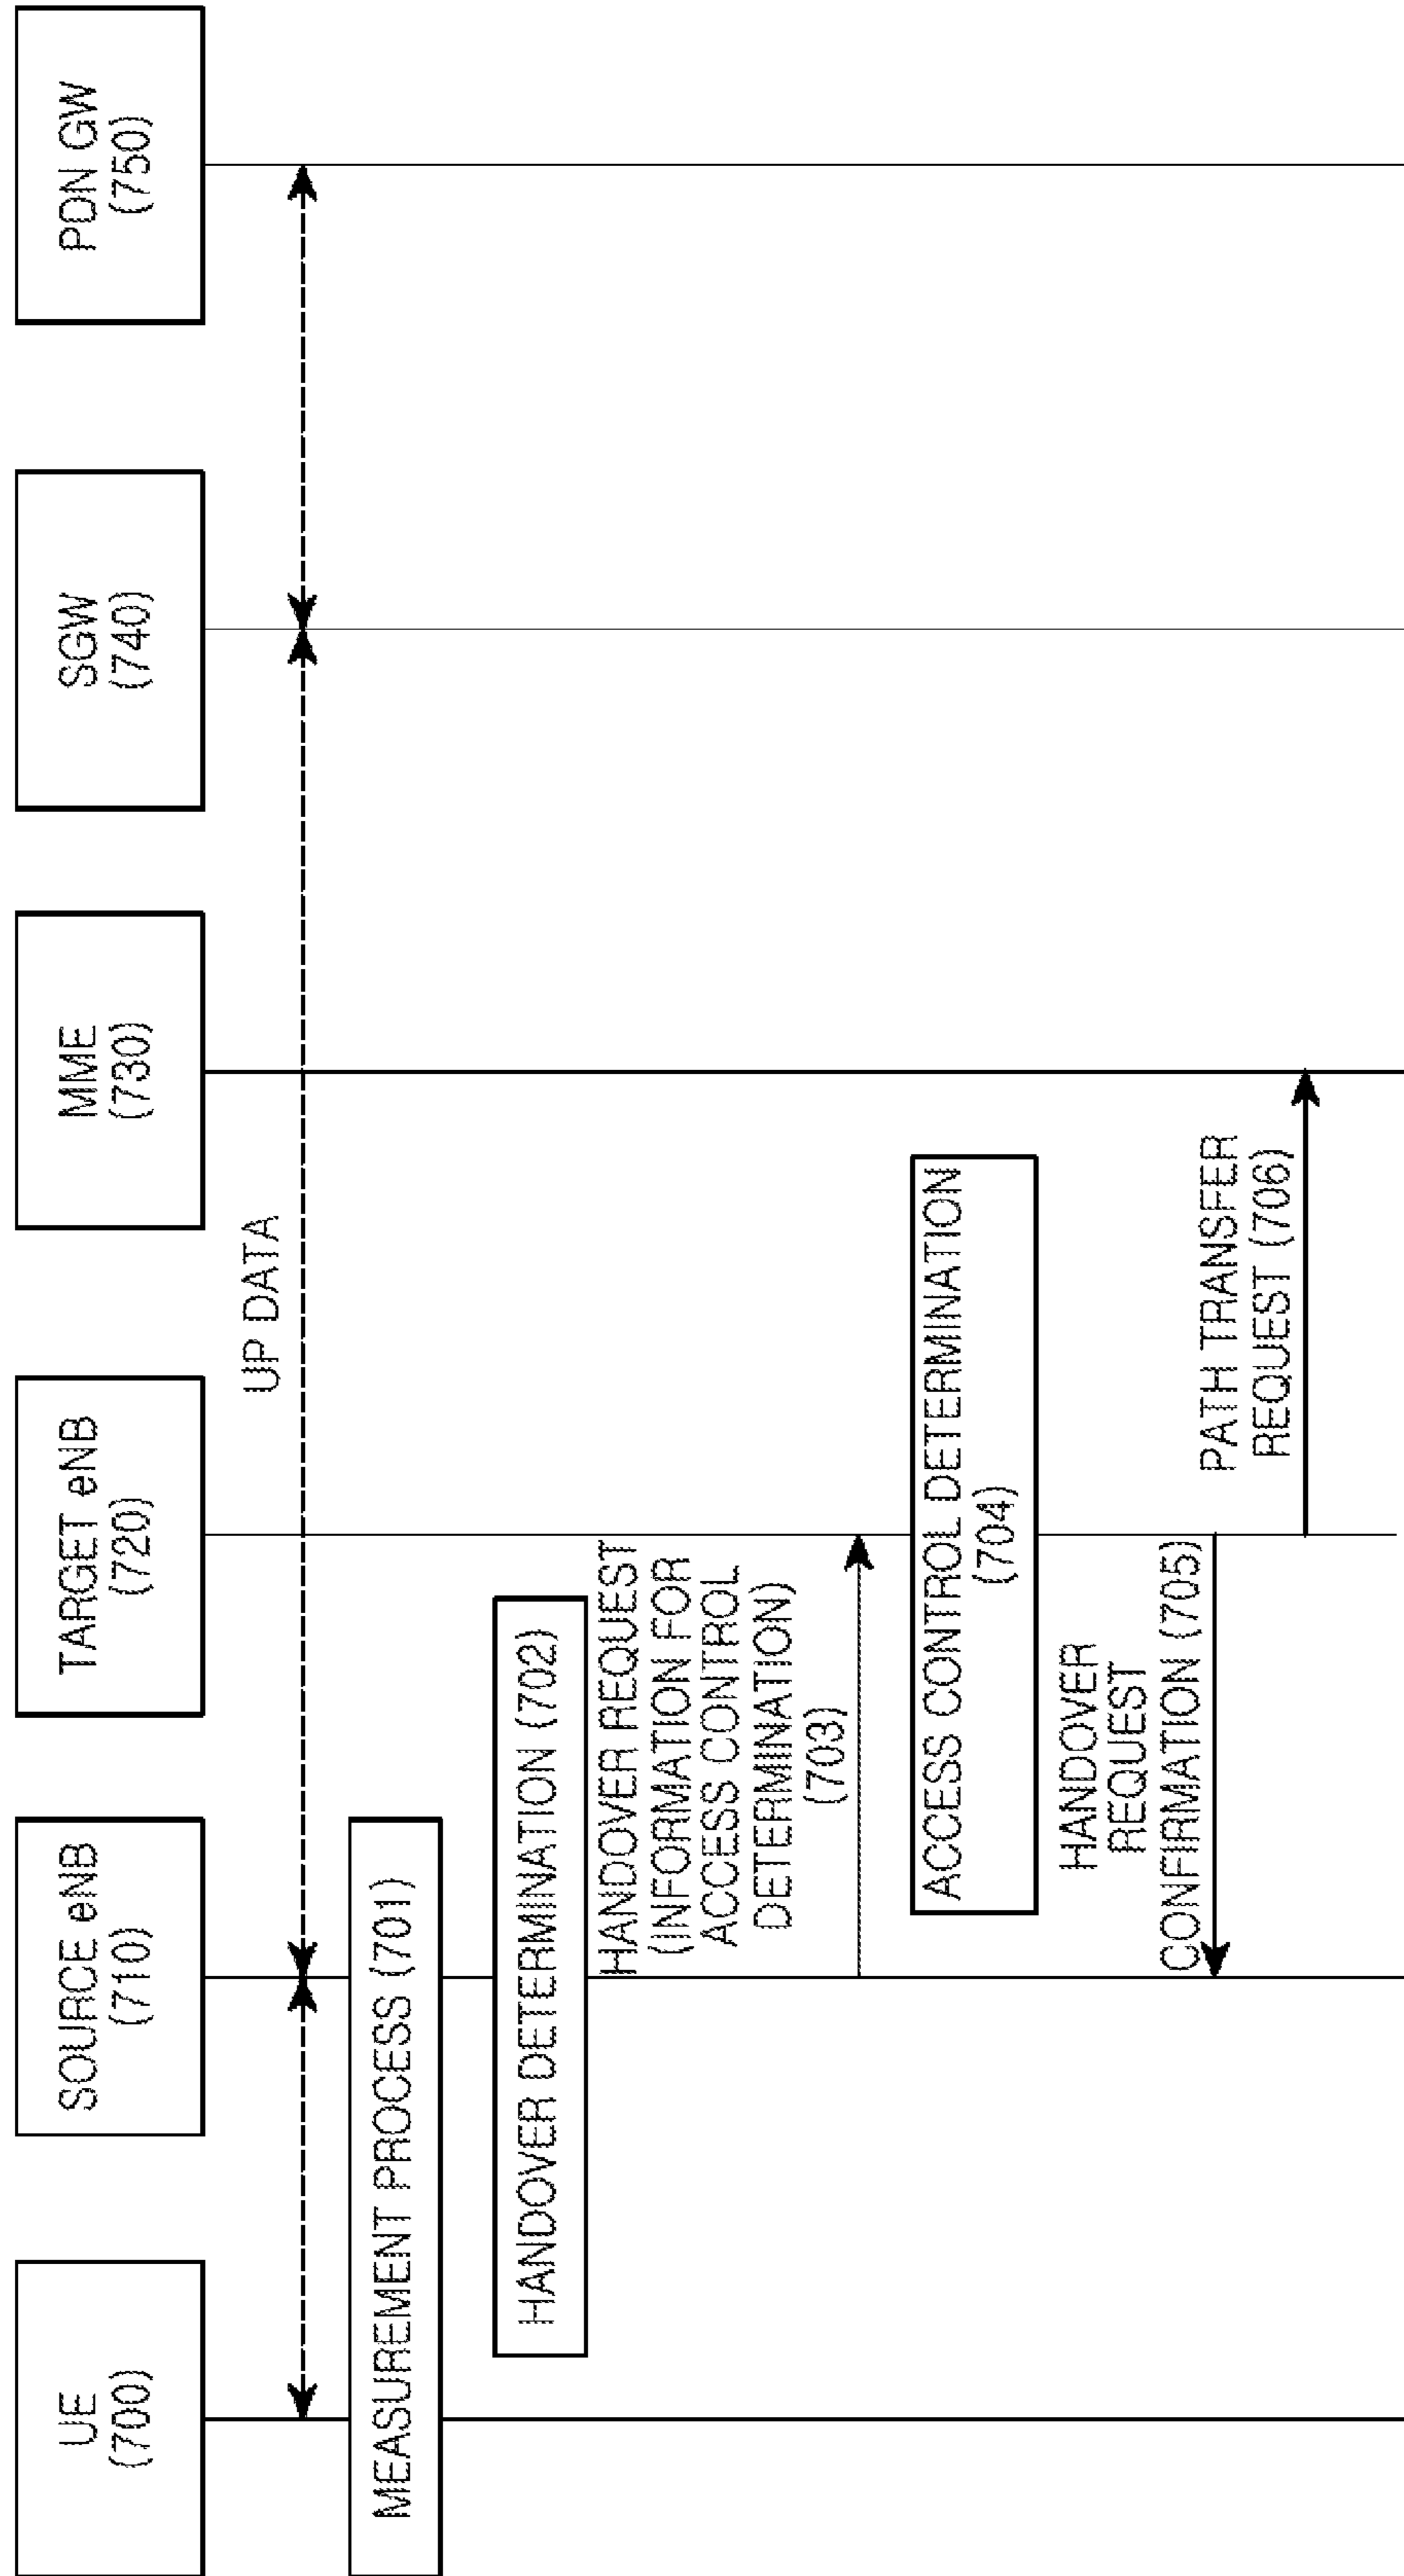 UE
(700)
SOURCE eNB
(710)
TARGET eNB
(720)
MME
(730)
SGW
(740)
PDN GW
(750)
UP DATA
MEASUREMENT PROCESS (701)
HANDOVER DETERMINATION (702)
HANDOVER REQUEST
(INFORMATION FOR
ACCESS CONTROL
DETERMINATION)
(703)
ACCESS CONTROL DETERMINATION
(704)
HANDOVER
REQUEST
CONFIRMATION (705)
PATH TRANSFER
REQUEST (706)